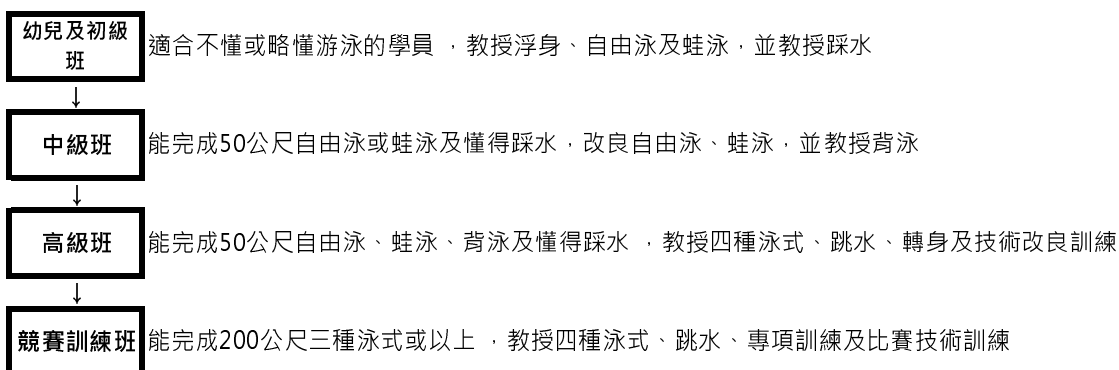 幼兒及初級
班
適合不懂或略懂游泳的學員 ，教授浮身、自由泳及蛙泳，並教授踩水
↓
中級班 能完成50公尺自由泳或蛙泳及懂得踩水，改良自由泳、蛙泳，並教授背泳
↓
高級班 能完成50公尺自由泳、蛙泳、背泳及懂得踩水 ，教授四種泳式、跳水、轉身及技術改良訓練
↓
競賽訓練班 能完成200公尺三種泳式或以上 ，教授四種泳式、跳水、專項訓練及比賽技術訓練